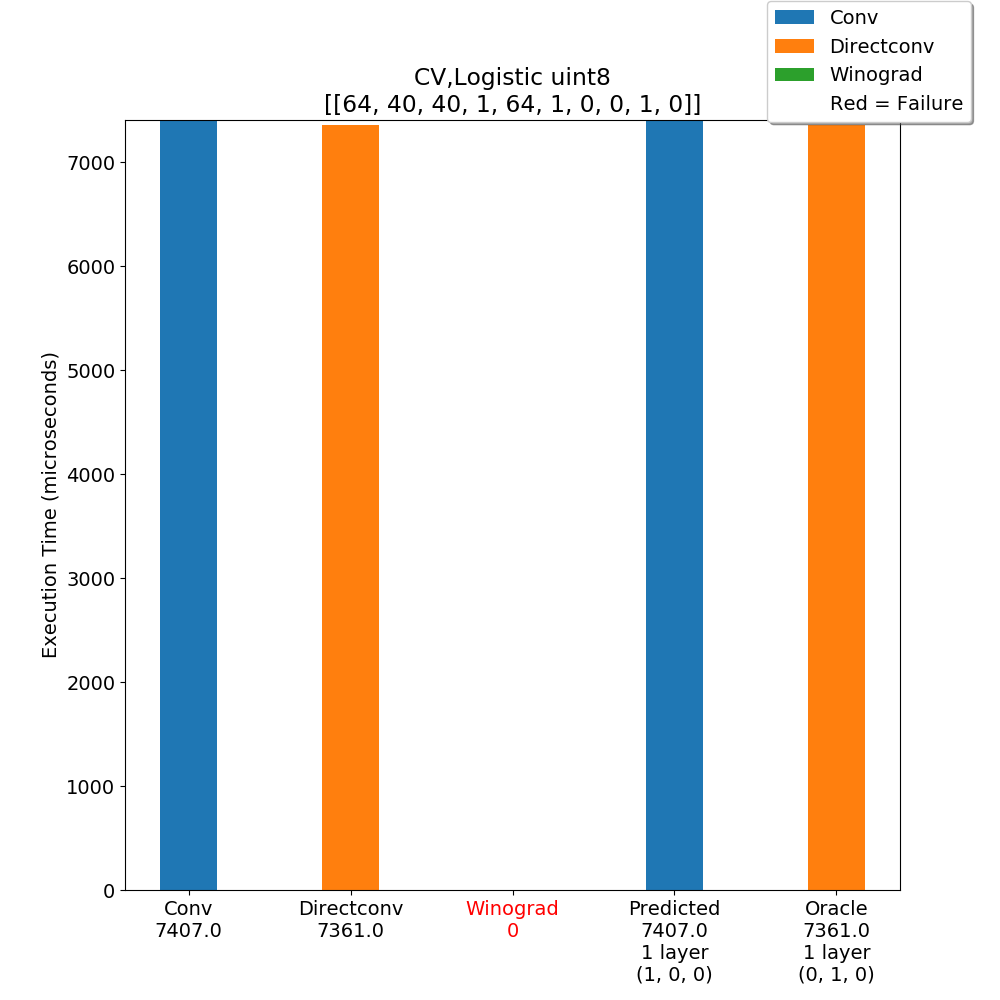 Conv
Directconv
Winograd
Red = Failure
CV,Logistic uint8
[[64, 40, 40, 1, 64, 1, 0, 0, 1, 0]]
Execution Time (microseconds)
7000
6000
5000
4000
3000
2000
1000
0
Conv
7407.0
Directconv
7361.0
Winograd
0
Predicted
7407.0
1 layer
(1, 0, 0)
Oracle
7361.0
1 layer
(0, 1, 0)